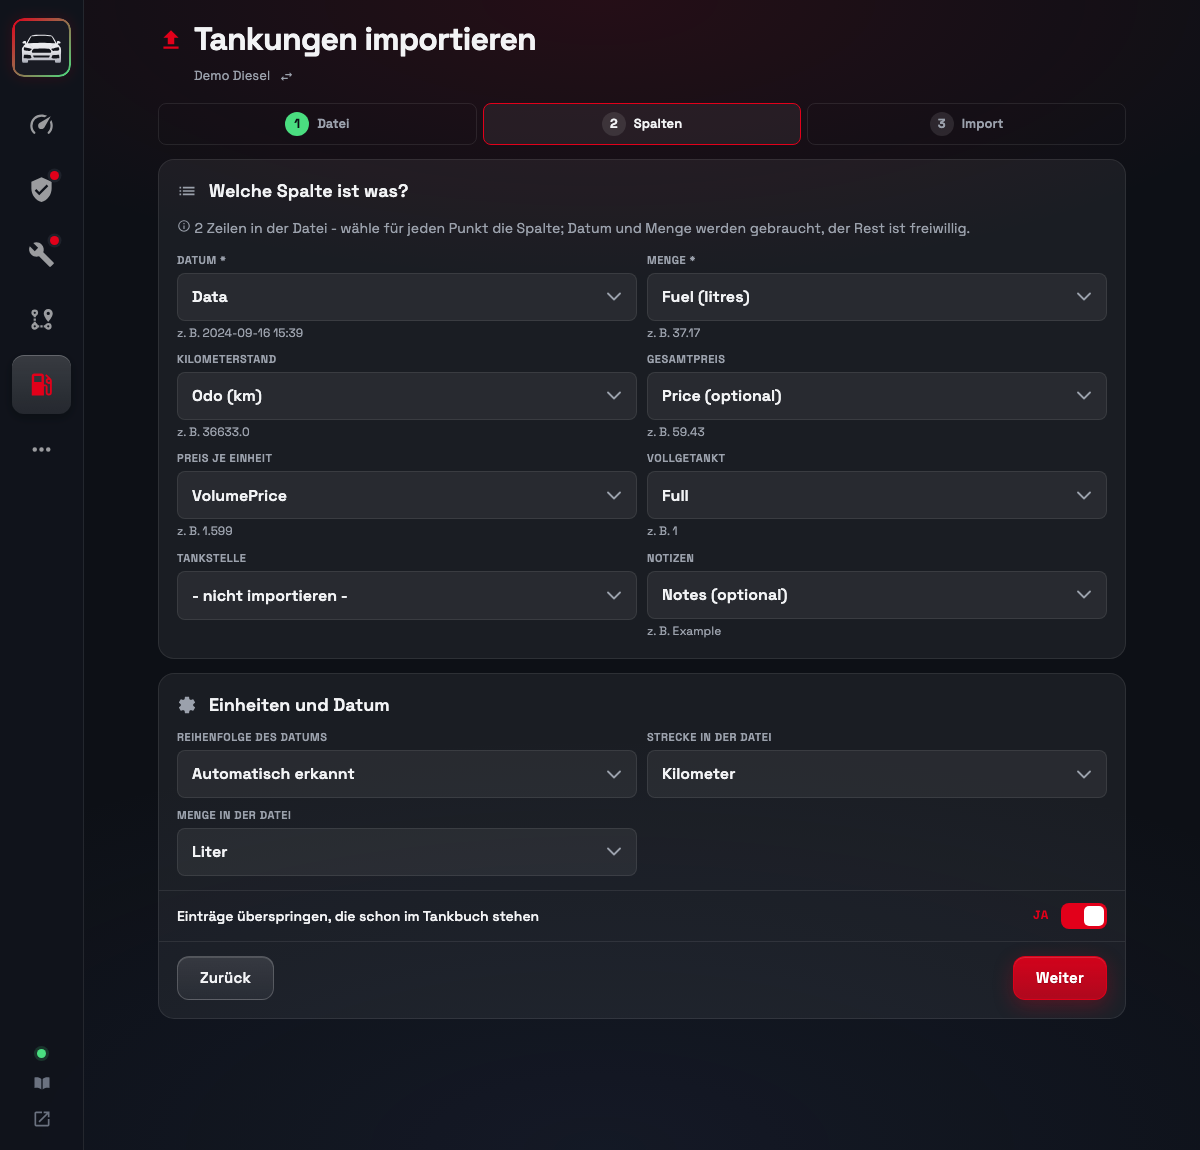 Tankungen importieren
Demo Diesel
1 Datei
2 Spalten
3 Import
Welche Spalte ist was?
2 Zeilen in der Datei - wähle für jeden Punkt die Spalte; Datum und Menge werden gebraucht, der Rest ist freiwillig.
DATUM *
Data
z. B. 2024-09-16 15:39
MENGE *
Fuel (litres)
z. B. 37.17
KILOMETERSTAND
Odo (km)
z. B. 36633.0
GESAMTPREIS
Price (optional)
z. B. 59.43
PREIS JE EINHEIT
VolumePrice
z. B. 1.599
VOLLGETANKT
Full
z. B. 1
TANKSTELLE
- nicht importieren -
NOTIZEN
Notes (optional)
z. B. Example
Einheiten und Datum
REIHENFOLGE DES DATUMS
Automatisch erkannt
STRECKE IN DER DATEI
Kilometer
MENGE IN DER DATEI
Liter
Einträge überspringen, die schon im Tankbuch stehen
JA
Zurück
Weiter